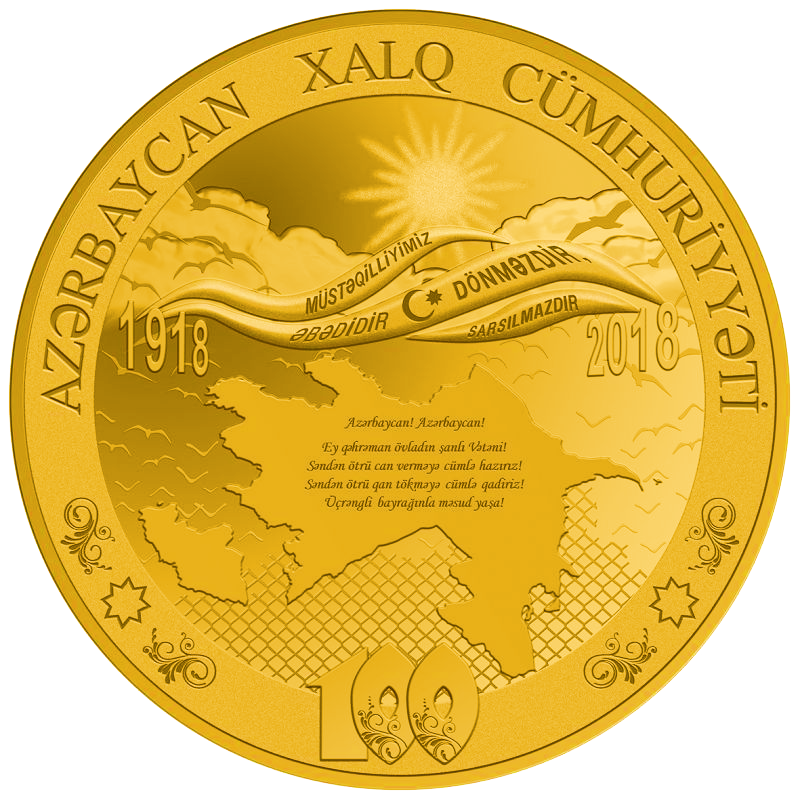 AZƏRBAYCAN XALQ CÜMHURİYYƏTİ
MÜSTƏQİLLİYİMİZ
ƏBƏDİDİR
DÖNMƏZDİR
SARSILMAZDIR
1918
2018
Azərbaycan! Azərbaycan!
Ey qəhrəman övladın şanlı Vətəni!
Səndən ötrü can verməyə cümlə hazırız!
Səndən ötrü qan tökməyə cümlə qadiriz!
Üçrəngli bayrağınla məsud yaşa!
100